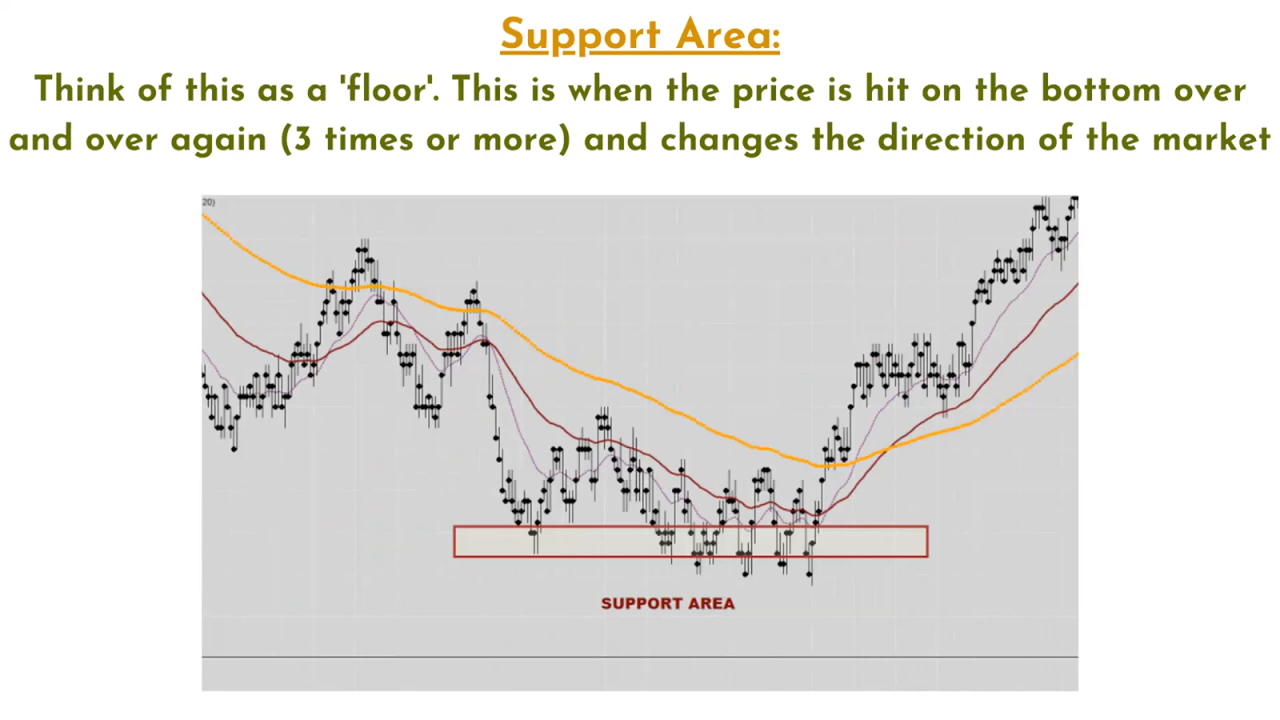 Support Area:
Think of this as a 'floor'. This is when the price is hit on the bottom over
and over again (3 times or more) and changes the direction of the market
20)
SUPPORT AREA